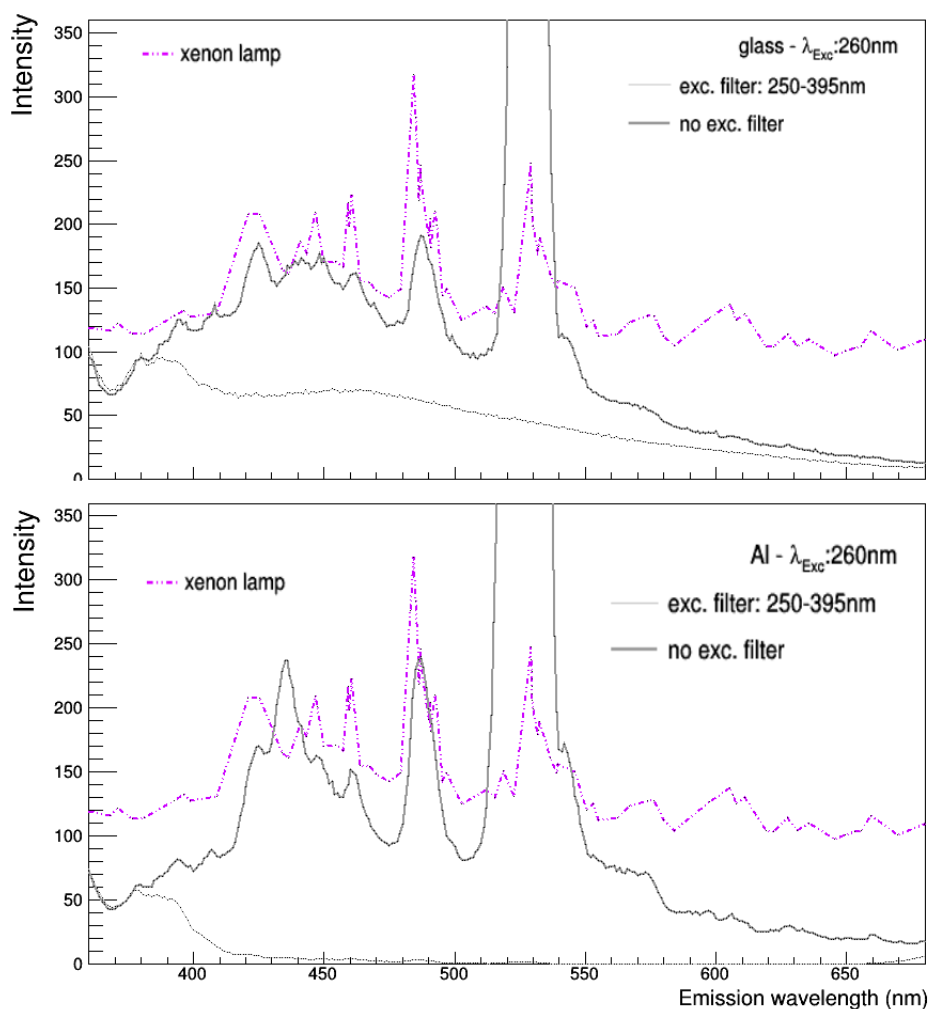 Intensity
350
300
250
200
150
100
50
0
xenon lamp
glass - λExc:260nm
exc. filter: 250-395nm
no exc. filter
Intensity
350
300
250
200
150
100
50
0
xenon lamp
Al - λExc:260nm
exc. filter: 250-395nm
no exc. filter
400 450 500 550 600 650
Emission wavelength (nm)